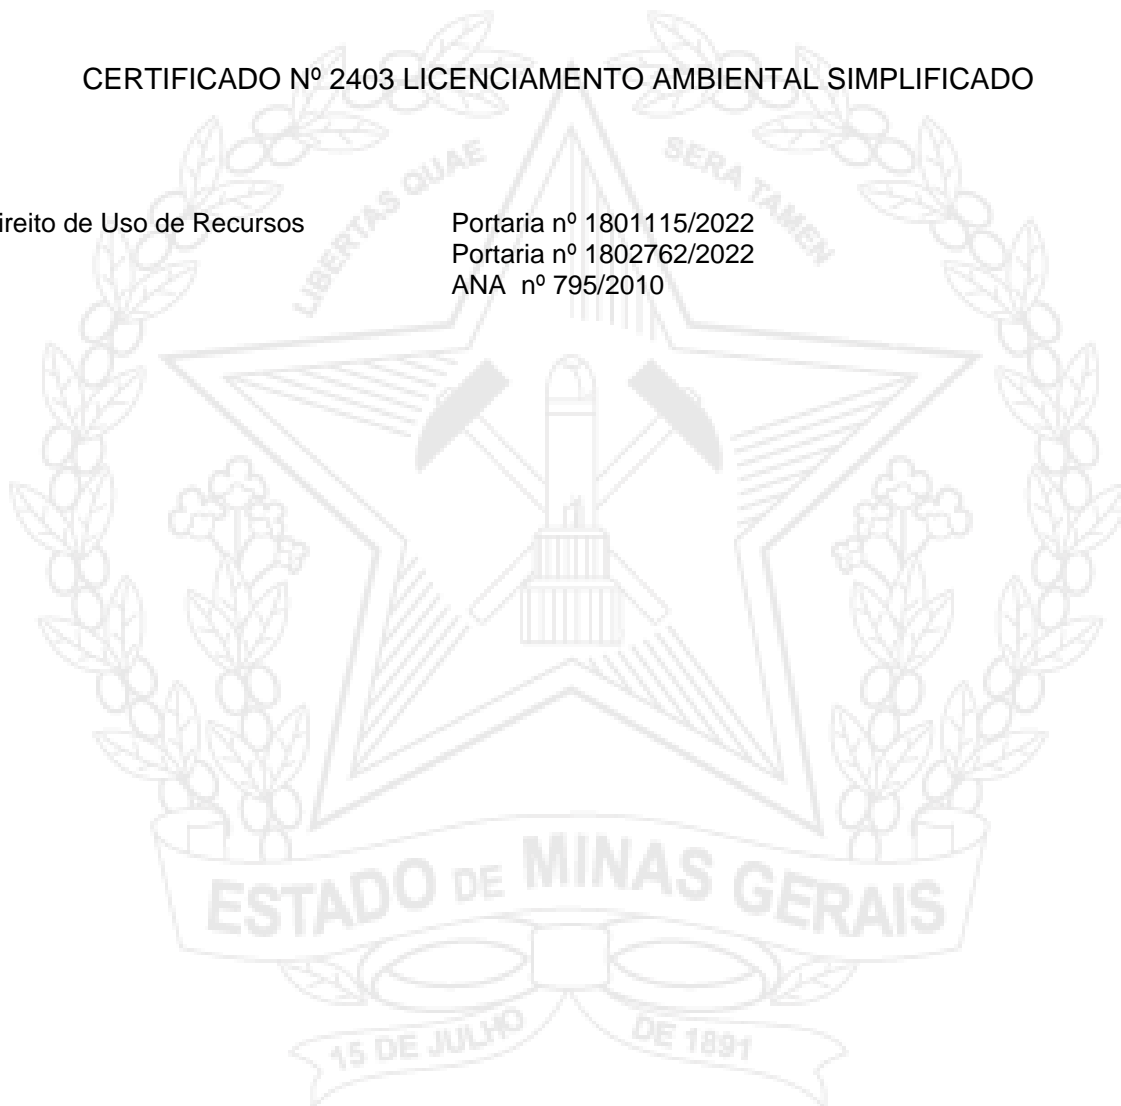 CERTIFICADO Nº 2403 LICENCIAMENTO AMBIENTAL SIMPLIFICADO
LIBERTAS QUAE SERA TAMEN
ireito de Uso de Recursos Portaria nº 1801115/2022
Portaria nº 1802762/2022
ANA nº 795/2010
ESTADO DE MINAS GERAIS
15 DE JULHO DE 1891